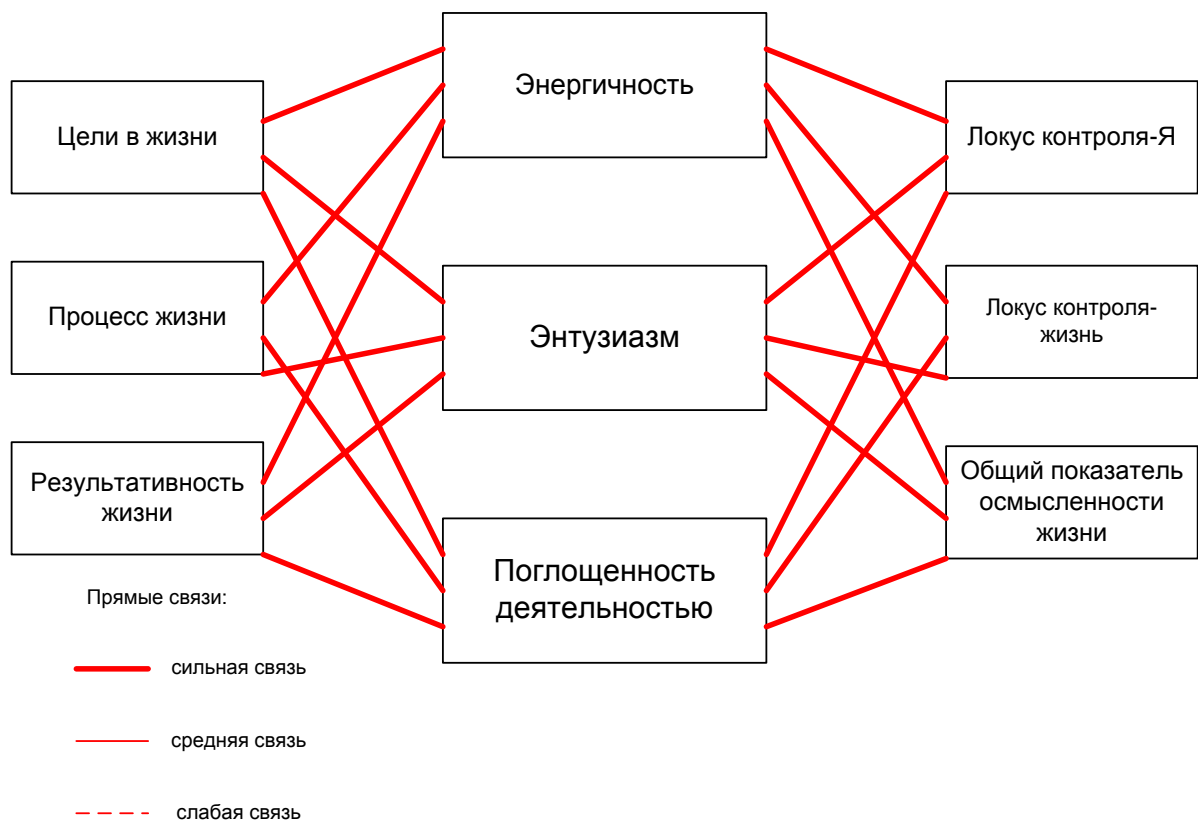 Энергичность
Цели в жизни
Локус контроля-Я
Процесс жизни
Энтузиазм
Локус контроля-
жизнь
Результативность
жизни
Общий показатель
осмысленности
жизни
Поглощенность
деятельностью
Прямые связи:
сильная связь
средняя связь
слабая связь